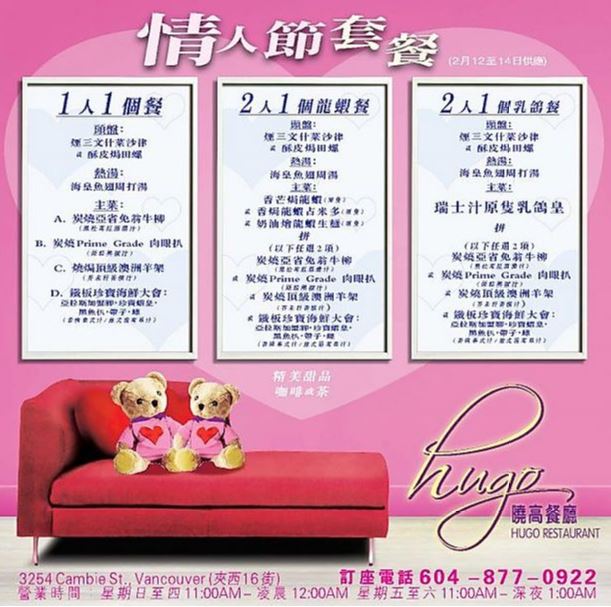 情人節套餐
(2月12至14日供應)
1人1個餐
頭盤:
煙三文什菜沙律
或 酥皮焗田螺
熱湯:
海皇魚翅周打湯
主菜:
A. 炭燒亞省免翁牛柳
B. 炭燒Prime Grade 肉眼扒
C. 燒焗頂級澳洲羊架
D. 鐵板珍寶海鮮大會:
亞拉斯加蟹腳,珍寶蝦皇,
黑魚扒,帶子,蜆
2人1個龍蝦餐
頭盤:
煙三文什菜沙律
或 酥皮焗田螺
熱湯:
海皇魚翅周打湯
主菜:
香芒焗龍蝦
或 香焗龍蝦占米多
或 奶油燴龍蝦生麵
拼
(以下任選2項)
炭燒亞省免翁牛柳
或 炭燒Prime Grade 肉眼扒
或 炭燒頂級澳洲羊架
或 鐵板珍寶海鮮大會:
亞拉斯加蟹腳,珍寶蝦皇,
黑魚扒,帶子,蜆
2人1個乳鴿餐
頭盤:
煙三文什菜沙律
或 酥皮焗田螺
熱湯:
海皇魚翅周打湯
主菜:
瑞士汁原隻乳鴿皇
拼
(以下任選2項)
炭燒亞省免翁牛柳
或 炭燒Prime Grade 肉眼扒
或 炭燒頂級澳洲羊架
或 鐵板珍寶海鮮大會:
亞拉斯加蟹腳,珍寶蝦皇,
黑魚扒,帶子,蜆
精美甜品
咖啡或茶
hugo
曉高餐廳
HUGO RESTAURANT
3254 Cambie St., Vancouver (夾西16街)
訂座電話 604-877-0922
營業時間 星期日至四 11:00AM-凌晨 12:00AM 星期五至六 11:00AM-深夜 1:00AM